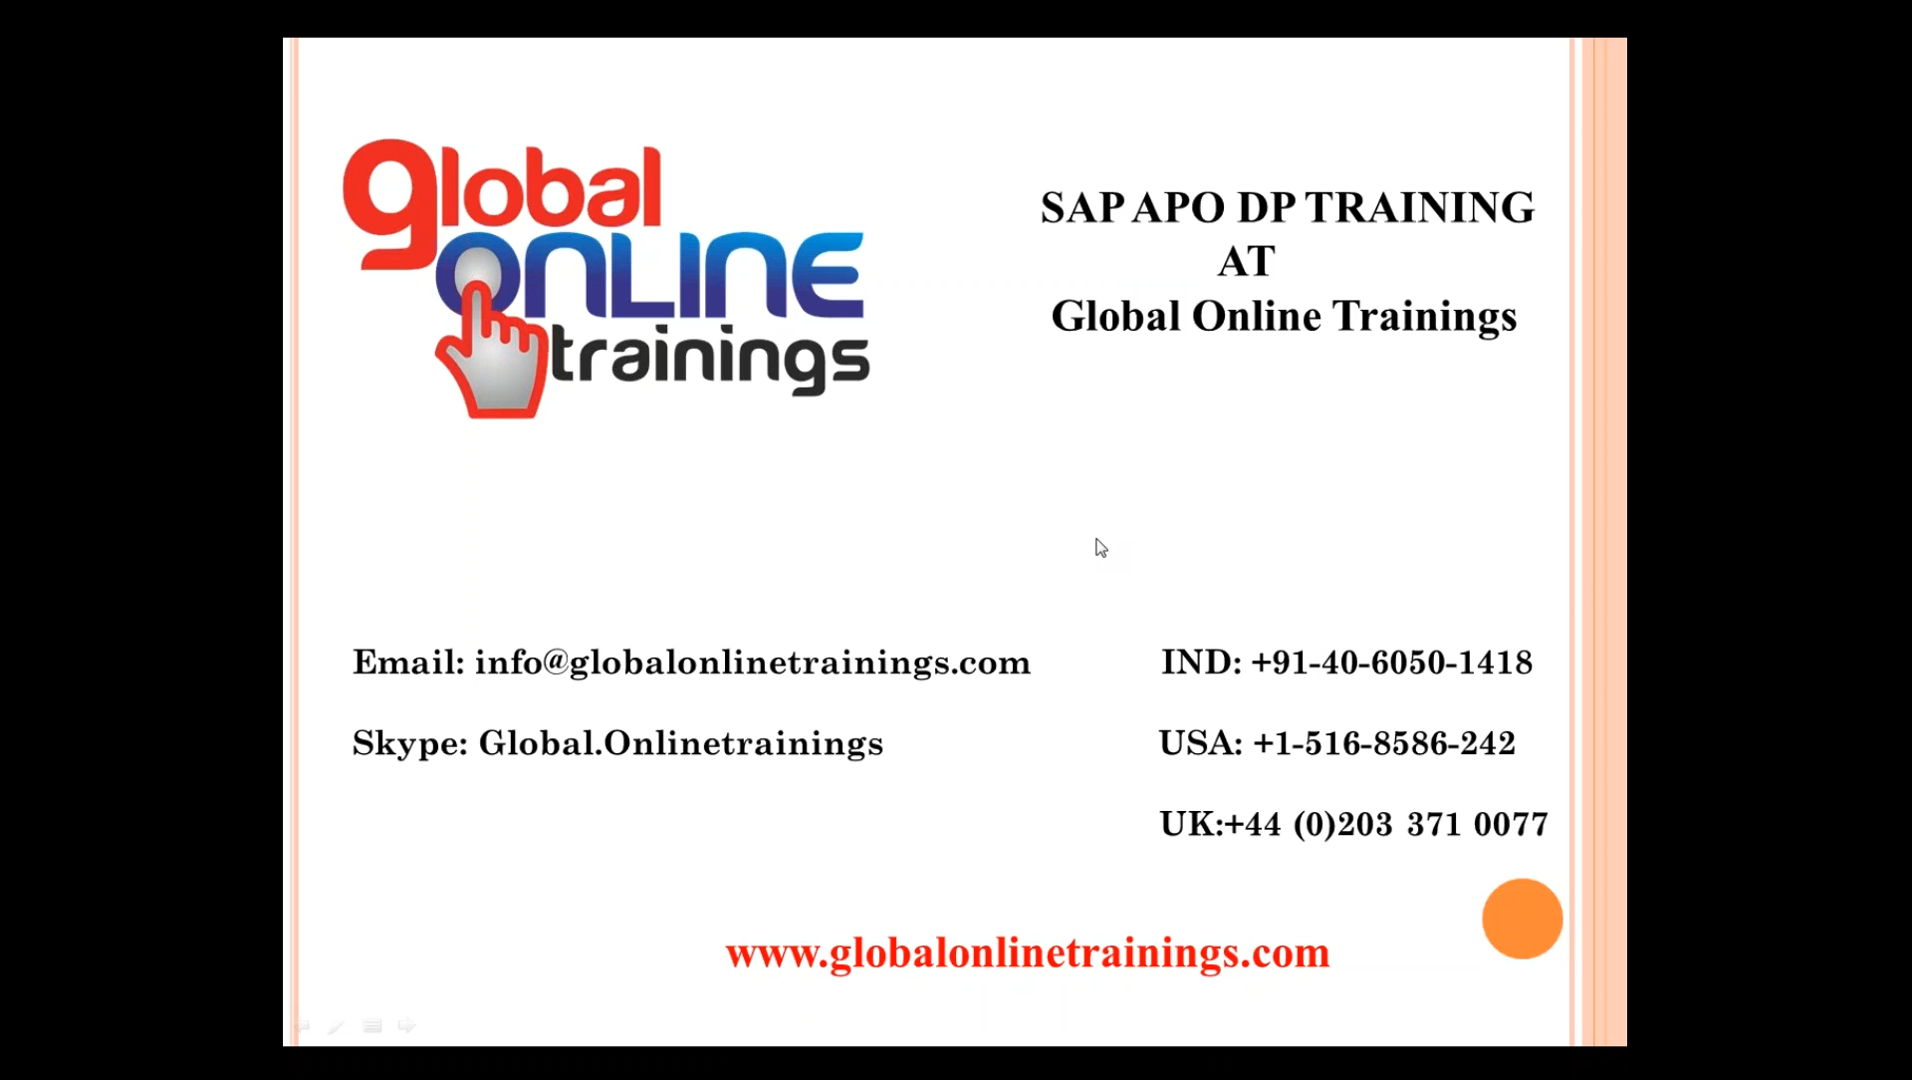 global
ONLINE
trainings
SAP APO DP TRAINING
AT
Global Online Trainings
Email: info@globalonlinetrainings.com
IND: +91-40-6050-1418
Skype: Global.Onlinetrainings
USA: +1-516-8586-242
UK:+44 (0)203 371 0077
www.globalonlinetrainings.com